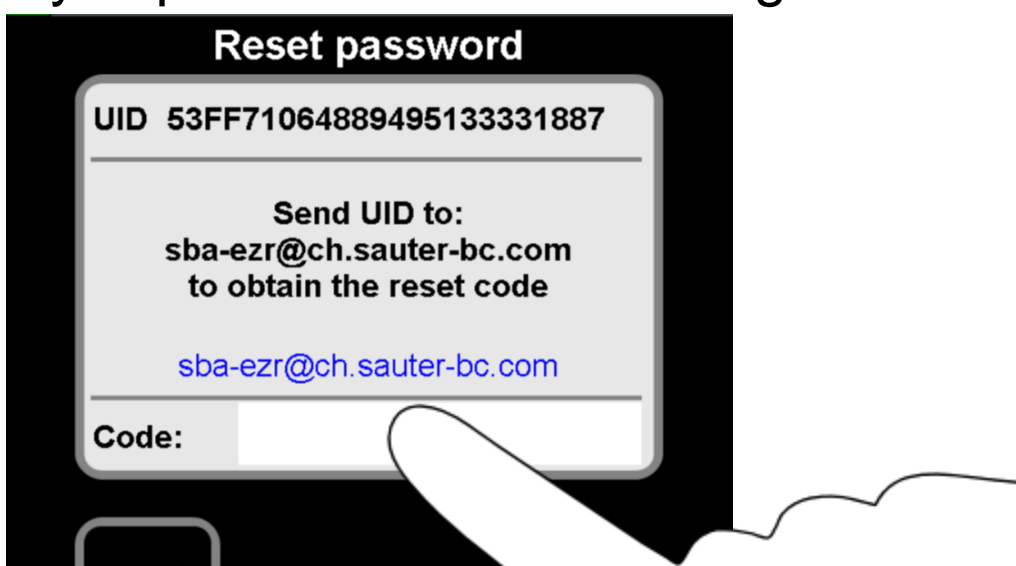 Reset password
UID 53FF71064889495133331887
Send UID to:
sba-ezr@ch.sauter-bc.com
to obtain the reset code
sba-ezr@ch.sauter-bc.com
Code: